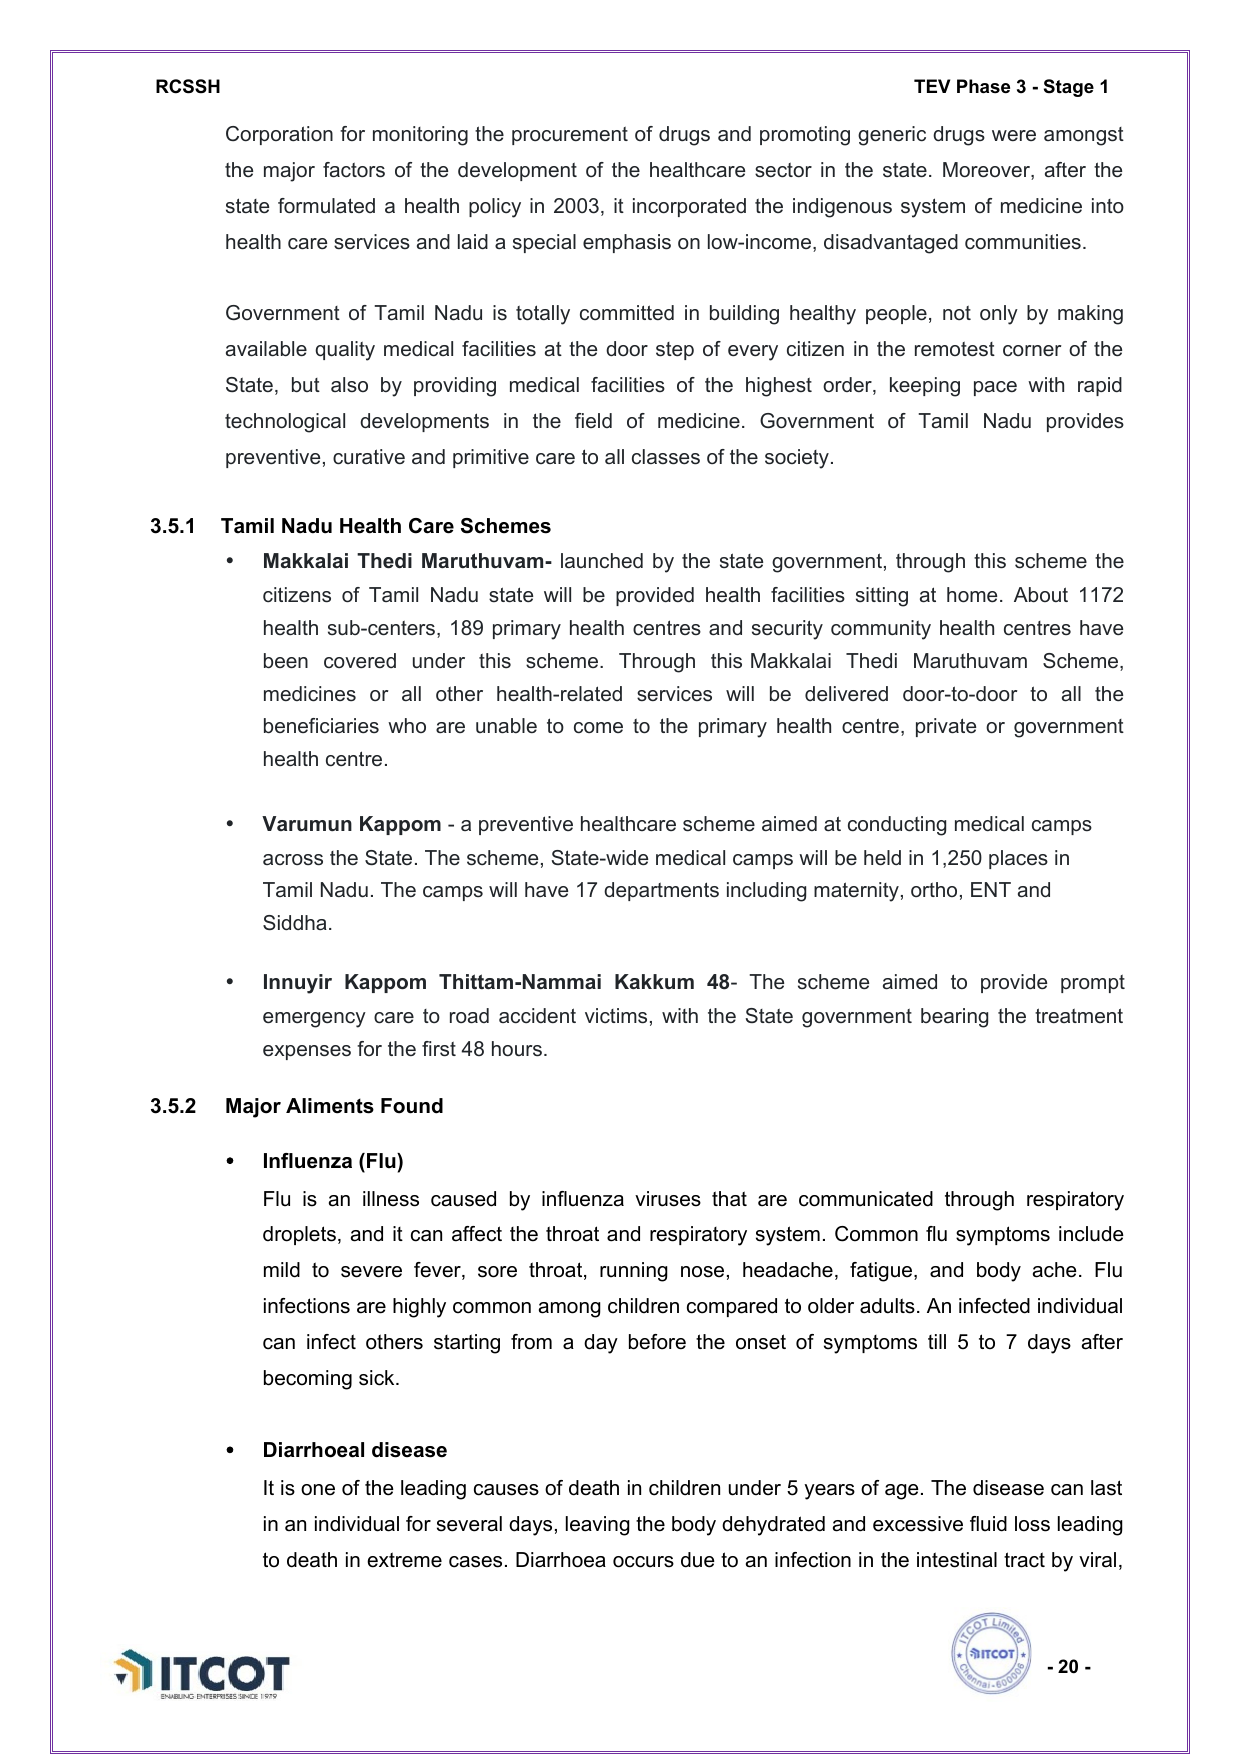 RCSSH TEV Phase 3 - Stage 1
Corporation for monitoring the procurement of drugs and promoting generic drugs were amongst
the major factors of the development of the healthcare sector in the state. Moreover, after the
state formulated a health policy in 2003, it incorporated the indigenous system of medicine into
health care services and laid a special emphasis on low-income, disadvantaged communities.
Government of Tamil Nadu is totally committed in building healthy people, not only by making
available quality medical facilities at the door step of every citizen in the remotest corner of the
State, but also by providing medical facilities of the highest order, keeping pace with rapid
technological developments in the field of medicine. Government of Tamil Nadu provides
preventive, curative and primitive care to all classes of the society.
3.5.1 Tamil Nadu Health Care Schemes
• Makkalai Thedi Maruthuvam- launched by the state government, through this scheme the
citizens of Tamil Nadu state will be provided health facilities sitting at home. About 1172
health sub-centers, 189 primary health centres and security community health centres have
been covered under this scheme. Through this Makkalai Thedi Maruthuvam Scheme,
medicines or all other health-related services will be delivered door-to-door to all the
beneficiaries who are unable to come to the primary health centre, private or government
health centre.
• Varumun Kappom - a preventive healthcare scheme aimed at conducting medical camps
across the State. The scheme, State-wide medical camps will be held in 1,250 places in
Tamil Nadu. The camps will have 17 departments including maternity, ortho, ENT and
Siddha.
• Innuyir Kappom Thittam-Nammai Kakkum 48- The scheme aimed to provide prompt
emergency care to road accident victims, with the State government bearing the treatment
expenses for the first 48 hours.
3.5.2 Major Aliments Found
• Influenza (Flu)
Flu is an illness caused by influenza viruses that are communicated through respiratory
droplets, and it can affect the throat and respiratory system. Common flu symptoms include
mild to severe fever, sore throat, running nose, headache, fatigue, and body ache. Flu
infections are highly common among children compared to older adults. An infected individual
can infect others starting from a day before the onset of symptoms till 5 to 7 days after
becoming sick.
• Diarrhoeal disease
It is one of the leading causes of death in children under 5 years of age. The disease can last
in an individual for several days, leaving the body dehydrated and excessive fluid loss leading
to death in extreme cases. Diarrhoea occurs due to an infection in the intestinal tract by viral,
ITCOT
ENABLING ENTERPRISES SINCE 1979
ITCOT Limited
ITCOT
Chennai-600006
- 20 -